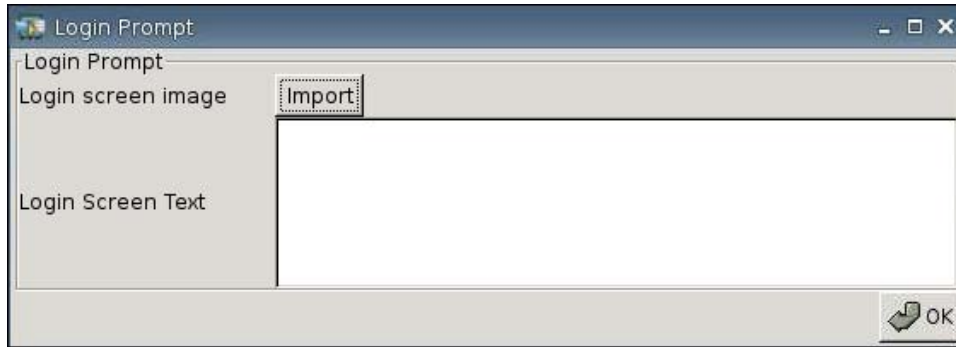 Login Prompt
Login Prompt
Login screen image
Import
Login Screen Text
OK